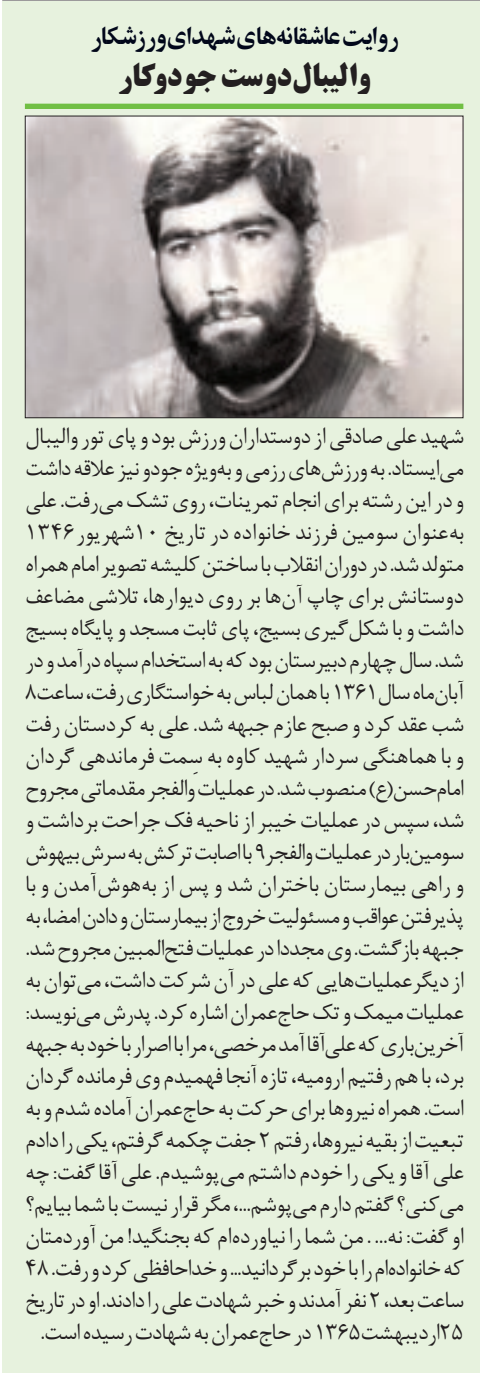 روایت عاشقانه‌های شهدای ورزشکار
والیبال‌دوست جودوکار
شهید علی صادقی از دوستداران ورزش بود و پای تور والیبال
می‌ایستاد. به ورزش‌های رزمی و به‌ویژه جودو نیز علاقه داشت
و در این رشته برای انجام تمرینات، روی تشک می‌رفت. علی
به‌عنوان سومین فرزند خانواده در تاریخ ۱۰شهریور ۱۳۴۶
متولد شد. در دوران انقلاب با ساختن کلیشه تصویر امام همراه
دوستانش برای چاپ آن‌ها بر روی دیوارها، تلاشی مضاعف
داشت و با شکل‌گیری بسیج، پای ثابت مسجد و پایگاه بسیج
شد. سال چهارم دبیرستان بود که به استخدام سپاه درآمد و در
آبان‌ماه سال ۱۳۶۱ با همان لباس به خواستگاری رفت، ساعت۸
شب عقد کرد و صبح عازم جبهه شد. علی به کردستان رفت
و با هماهنگی سردار شهید کاوه به سِمت فرماندهی گردان
امام‌حسن(ع) منصوب شد. در عملیات والفجر مقدماتی مجروح
شد، سپس در عملیات خیبر از ناحیه فک جراحت برداشت و
سومین‌بار در عملیات والفجر۹ با اصابت ترکش به سرش بیهوش
و راهی بیمارستان باختران شد و پس از به‌هوش‌آمدن و با
پذیرفتن عواقب و مسئولیت خروج از بیمارستان و دادن امضا، به
جبهه بازگشت. وی مجددا در عملیات فتح‌المبین مجروح شد.
از دیگر عملیات‌هایی که علی در آن شرکت داشت، می‌توان به
عملیات میمک و تک حاج‌عمران اشاره کرد. پدرش می‌نویسد:
آخرین‌باری که علی‌آقا آمد مرخصی، مرا با اصرار با خود به جبهه
برد، با هم رفتیم ارومیه، تازه آنجا فهمیدم وی فرمانده گردان
است. همراه نیروها برای حرکت به حاج‌عمران آماده شدم و به
تبعیت از بقیه نیروها، رفتم ۲ جفت چکمه گرفتم، یکی را دادم
علی آقا و یکی را خودم داشتم می‌پوشیدم. علی آقا گفت: چه
می‌کنی؟ گفتم دارم می‌پوشم...، مگر قرار نیست با شما بیایم؟
او گفت: نه... . من شما را نیاورده‌ام که بجنگید! من آوردمتان
که خانواده‌ام را با خود برگردانید... و خداحافظی کرد و رفت. ۴۸
ساعت بعد، ۲ نفر آمدند و خبر شهادت علی را دادند. او در تاریخ
۲۵اردیبهشت۱۳۶۵ در حاج‌عمران به شهادت رسیده است.